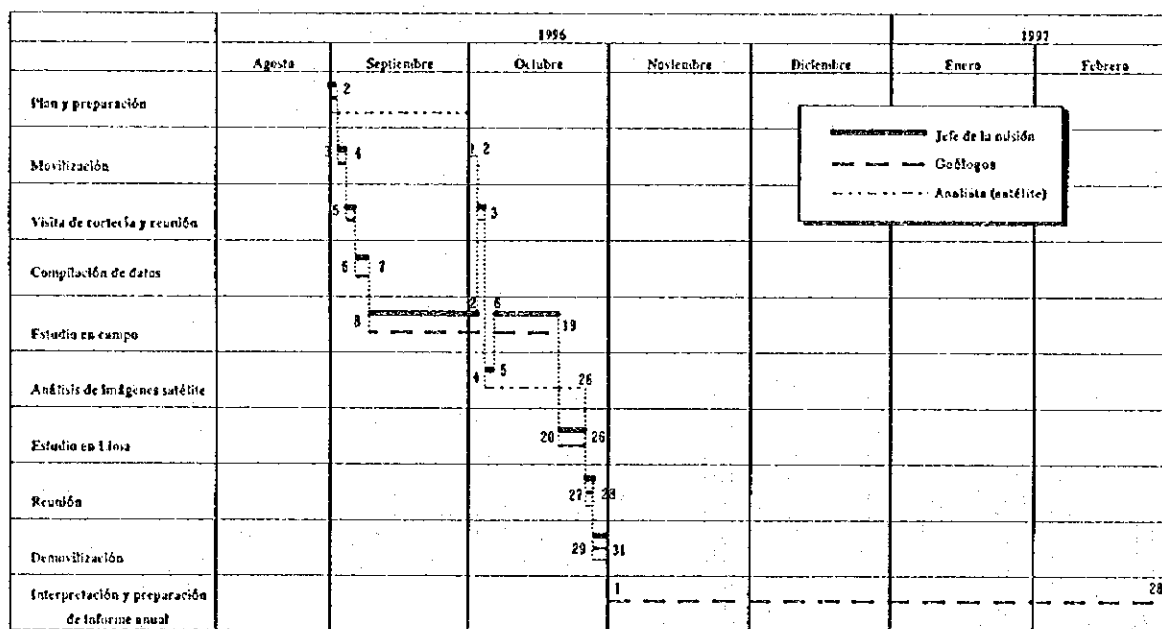 1996 1997
Agosto Septiembre Octubre Noviembre Diciembre Enero Febrero
Plan y preparación 2
Jefe de la misión
Geólogos
Analista (satélite)
Movilización 3 4 2
Visita de cortecía y reunión 5 3
Compilación de datos 6 7
Estudio en campo 8 2 6 19
Análisis de imágenes satélite 4 5 26
Estudio en Lima 20 26
Reunión 27 28
Demovilización 29 31
Interpretación y preparación 1 28
de informe anual